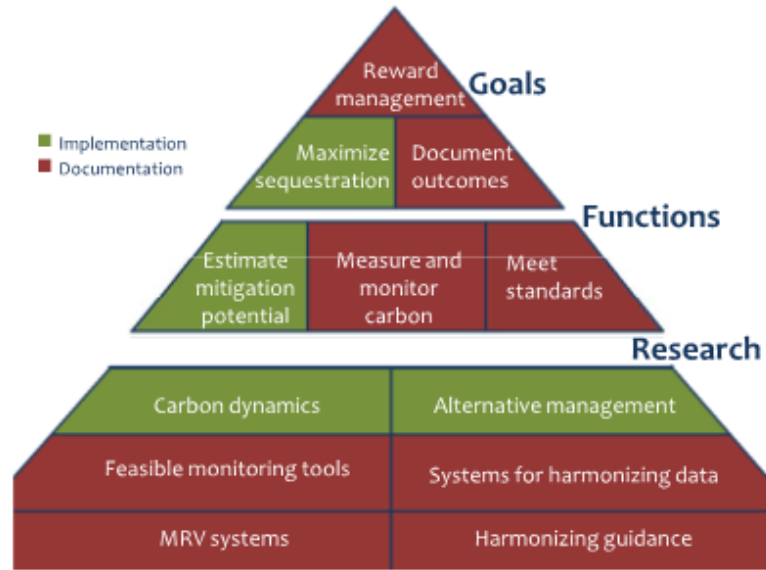 Reward
management
Goals
Implementation
Documentation
Maximize
sequestration
Document
outcomes
Functions
Estimate
mitigation
potential
Measure and
monitor
carbon
Meet
standards
Research
Carbon dynamics
Alternative management
Feasible monitoring tools
Systems for harmonizing data
MRV systems
Harmonizing guidance